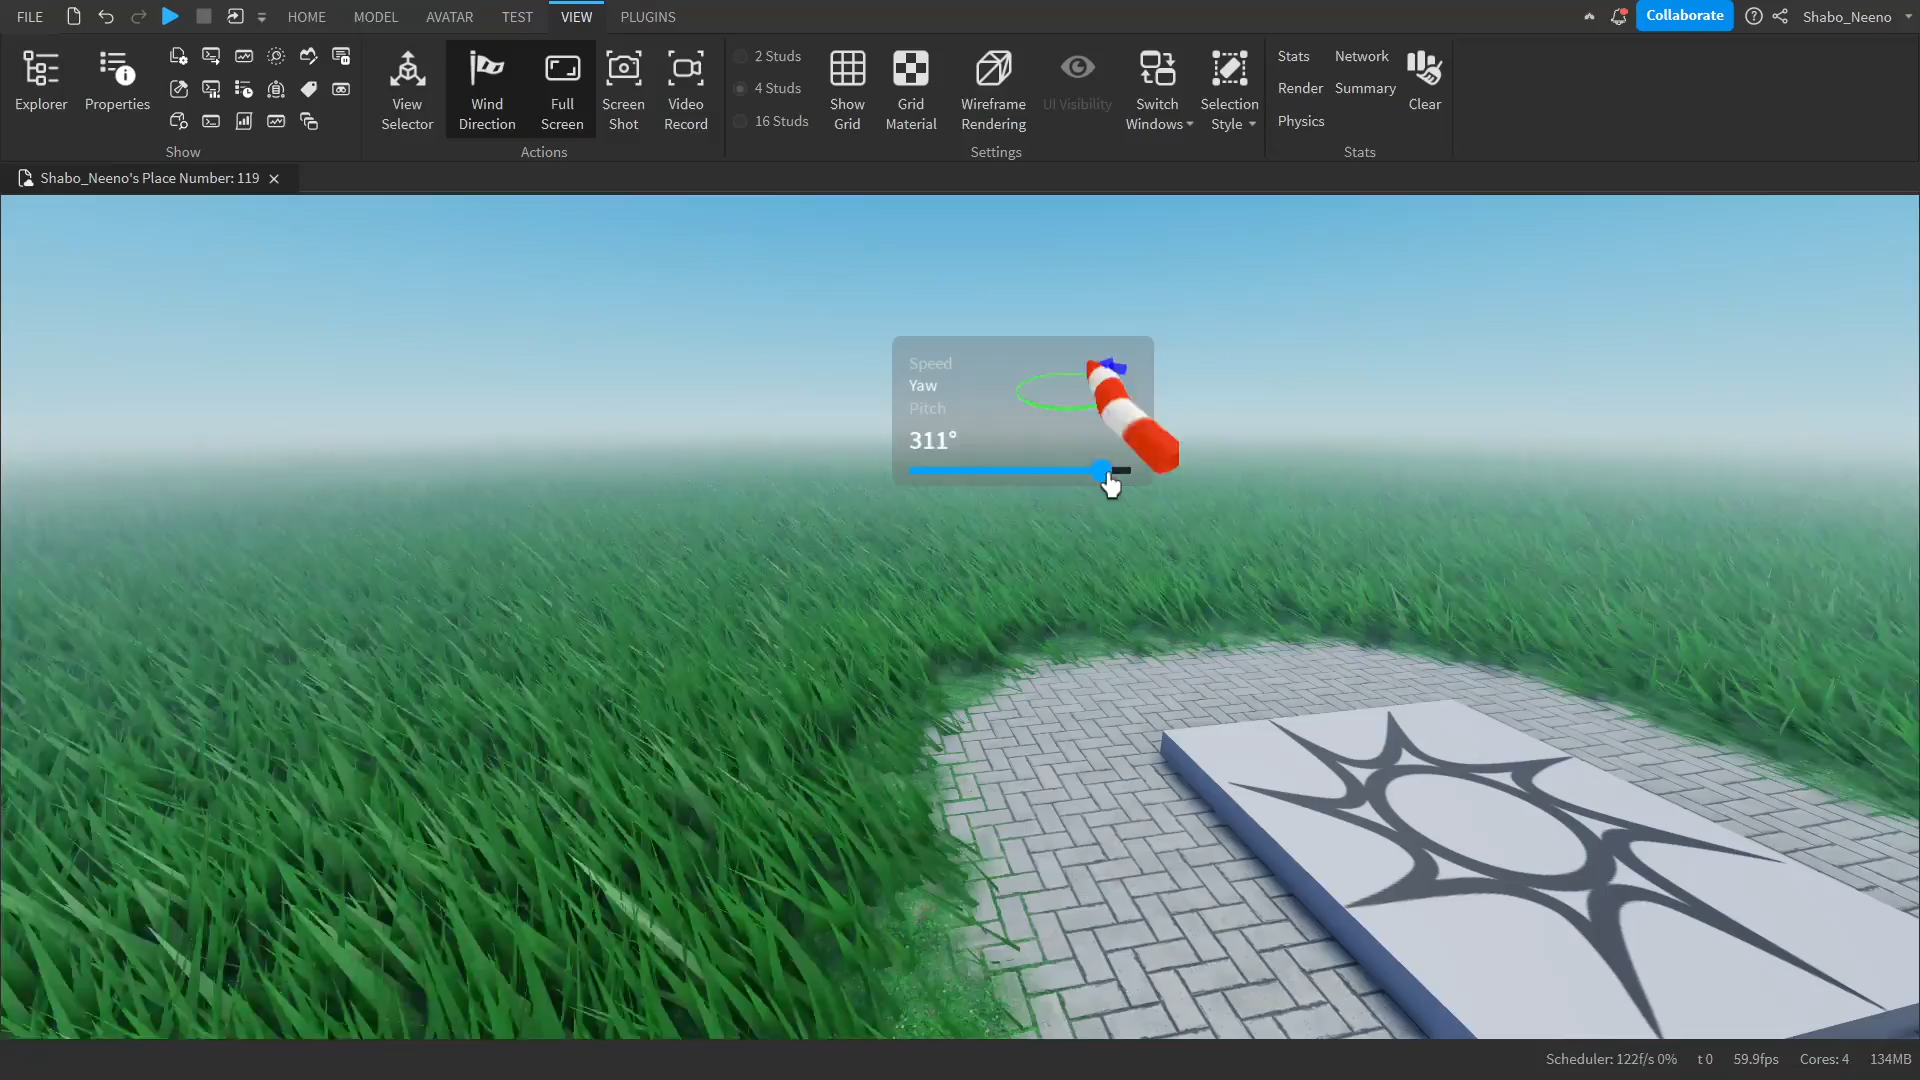 FILE HOME MODEL AVATAR TEST VIEW PLUGINS Collaborate Shabo_Neeno
Explorer
Properties
Show
View
Selector
Wind
Direction
Full
Screen
Screen
Shot
Video
Record
Actions
2 Studs
4 Studs
16 Studs
Show
Grid
Grid
Material
Wireframe
Rendering
UI Visibility
Switch
Windows
Selection
Style
Settings
Stats
Network
Render
Summary
Physics
Clear
Stats
Shabo_Neeno's Place Number: 119
Speed
Yaw
Pitch
311°
Scheduler: 122f/s 0% t 0 59.9fps Cores: 4 134MB